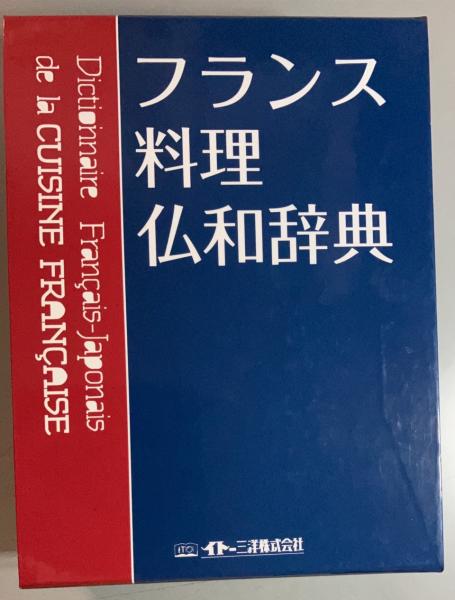 フランス
料理
仏和辞典
Dictionnaire Français-Japonais
de la CUISINE FRANÇAISE
ITO
イトー三洋株式会社